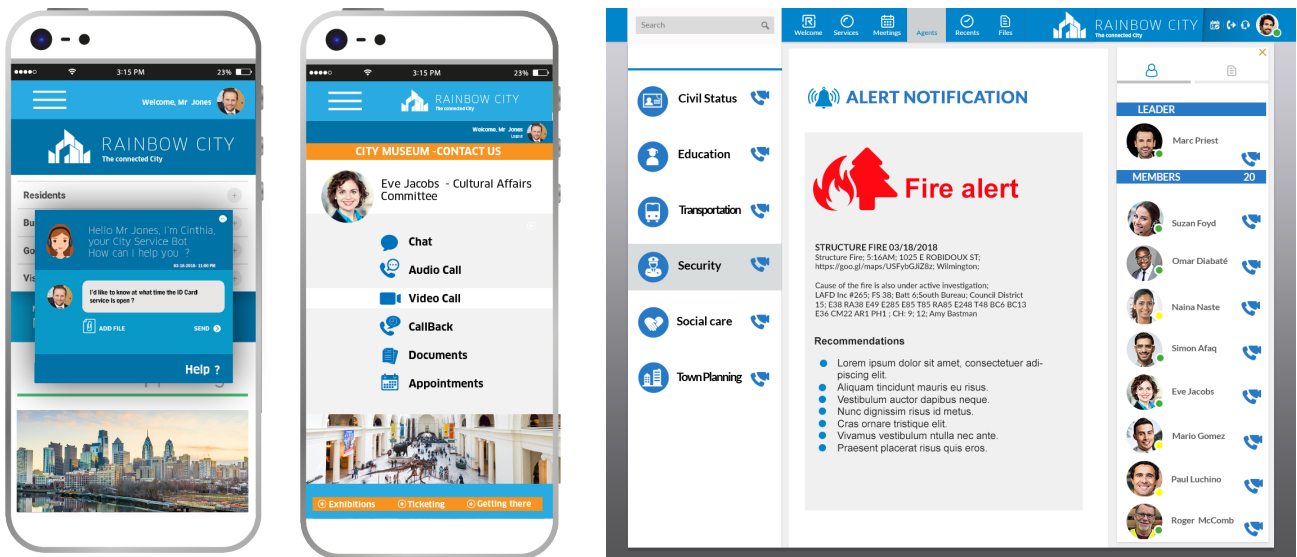 3:15 PM
23%
Welcome, Mr Jones
RAINBOW CITY
The connected City
Residents
Bu
Go
Vis
Hello Mr Jones, I'm Cinthia,
your City Service Bot
How can I help you ?
03-18-2018- 11:00 PM
I'd like to know at what time the ID Card
service is open ?
ADD FILE
SEND
Help ?
3:15 PM
23%
RAINBOW CITY
The connected City
Welcome, Mr Jones
Logout
CITY MUSEUM -CONTACT US
Eve Jacobs - Cultural Affairs
Committee
Chat
Audio Call
Video Call
CallBack
Documents
Appointments
Exhibitions
Ticketing
Getting there
Search
Welcome
Services
Meetings
Agents
Recents
Files
RAINBOW CITY
The connected City
Civil Status
Education
Transportation
Security
Social care
Town Planning
ALERT NOTIFICATION
Fire alert
STRUCTURE FIRE 03/18/2018
Structure Fire; 5:16AM; 1025 E ROBIDOUX ST;
https://goo.gl/maps/USFybGJiZ8z; Wilmington;
Cause of the fire is also under active investigation;
LAFD Inc #265; FS 38; Batt 6;South Bureau; Council District
15; E38 RA38 E49 E285 E85 T85 RA85 E248 T48 BC6 BC13
E36 CM22 AR1 PH1 ; CH: 9; 12; Amy Bastman
Recommendations
Lorem ipsum dolor sit amet, consectetuer adi-
piscing elit.
Aliquam tincidunt mauris eu risus.
Vestibulum auctor dapibus neque.
Nunc dignissim risus id metus.
Cras ornare tristique elit.
Vivamus vestibulum ntulla nec ante.
Praesent placerat risus quis eros.
LEADER
Marc Priest
MEMBERS 20
Suzan Foyd
Omar Diabaté
Naina Naste
Simon Afaq
Eve Jacobs
Mario Gomez
Paul Luchino
Roger McComb